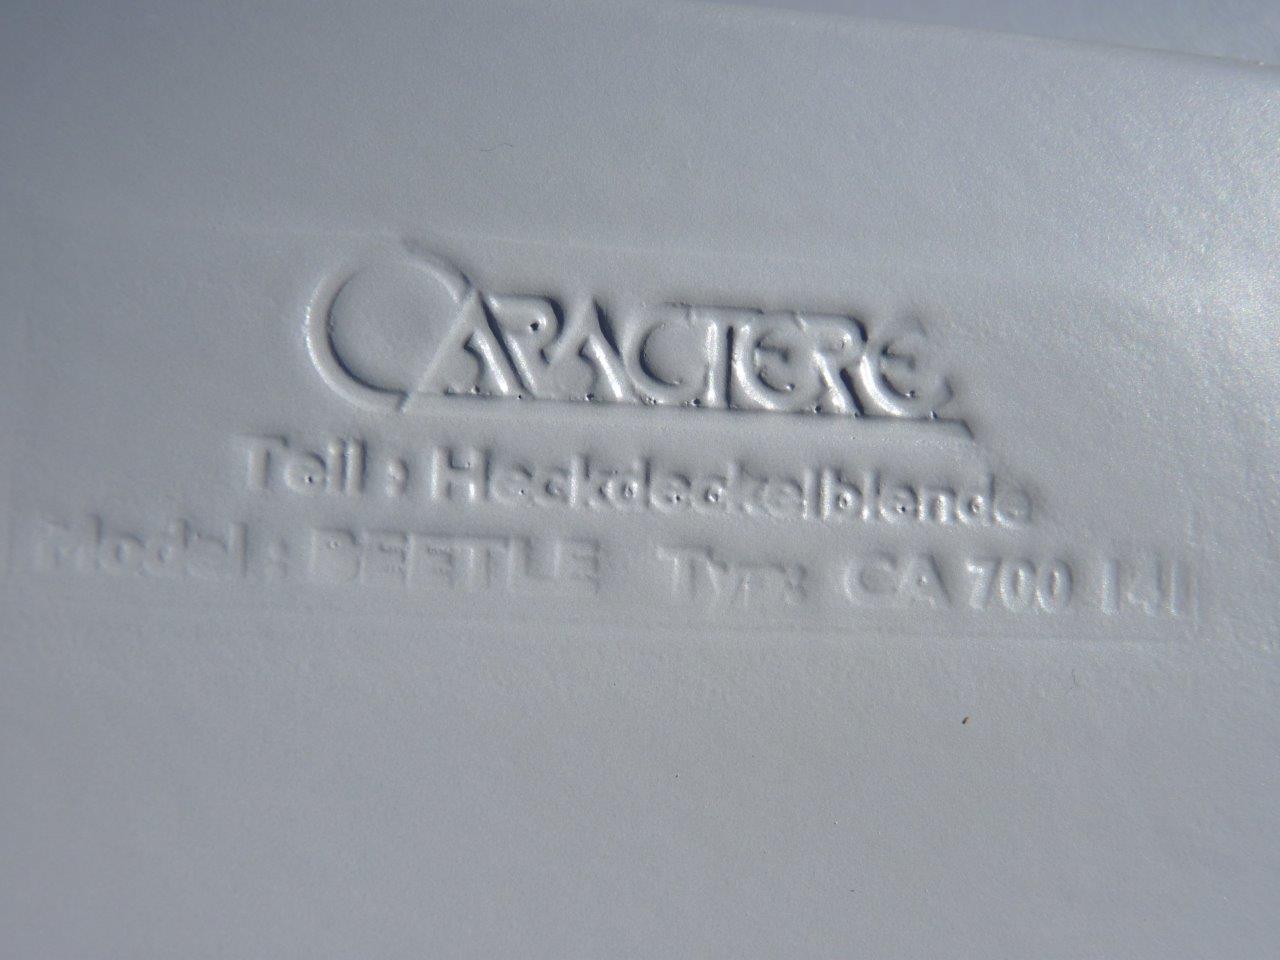 CARACTERE
Teil : Heckdeckelblende
Model : BEETLE Typ: CA 700 141